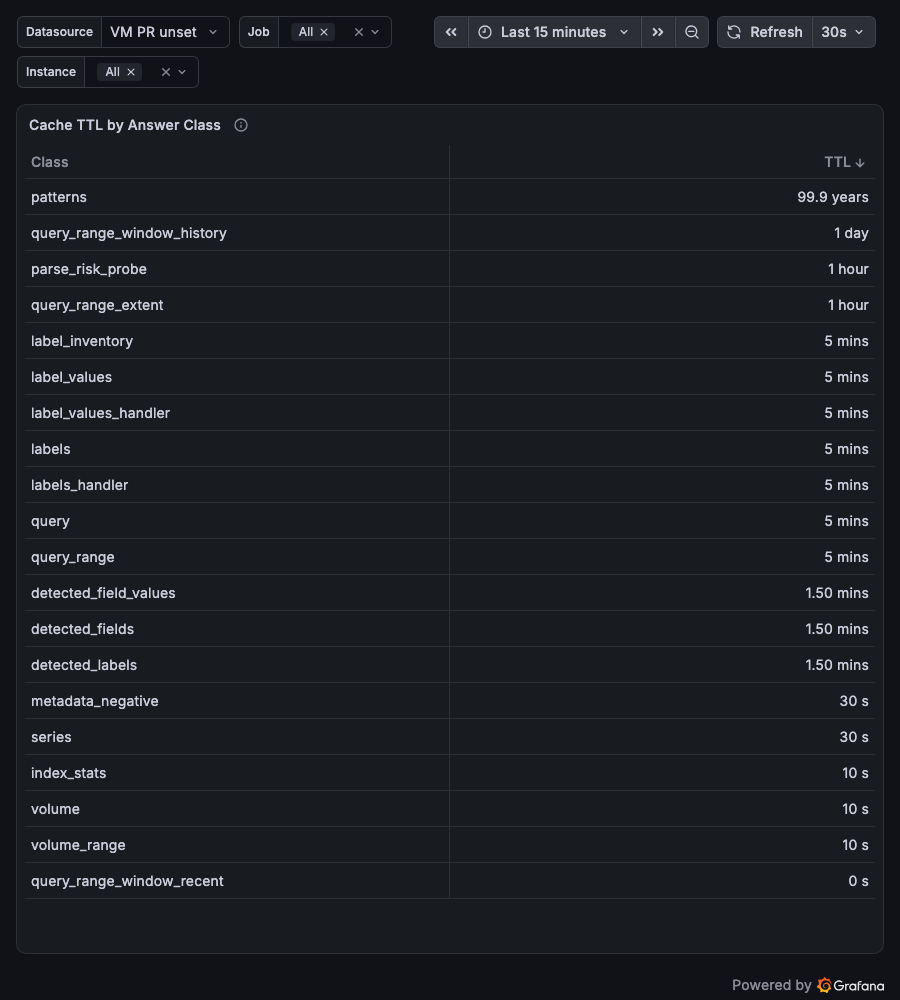 Datasource VM PR unset Job All Last 15 minutes Refresh 30s
Instance All
Cache TTL by Answer Class
Class TTL
patterns 99.9 years
query_range_window_history 1 day
parse_risk_probe 1 hour
query_range_extent 1 hour
label_inventory 5 mins
label_values 5 mins
label_values_handler 5 mins
labels 5 mins
labels_handler 5 mins
query 5 mins
query_range 5 mins
detected_field_values 1.50 mins
detected_fields 1.50 mins
detected_labels 1.50 mins
metadata_negative 30 s
series 30 s
index_stats 10 s
volume 10 s
volume_range 10 s
query_range_window_recent 0 s
Powered by Grafana